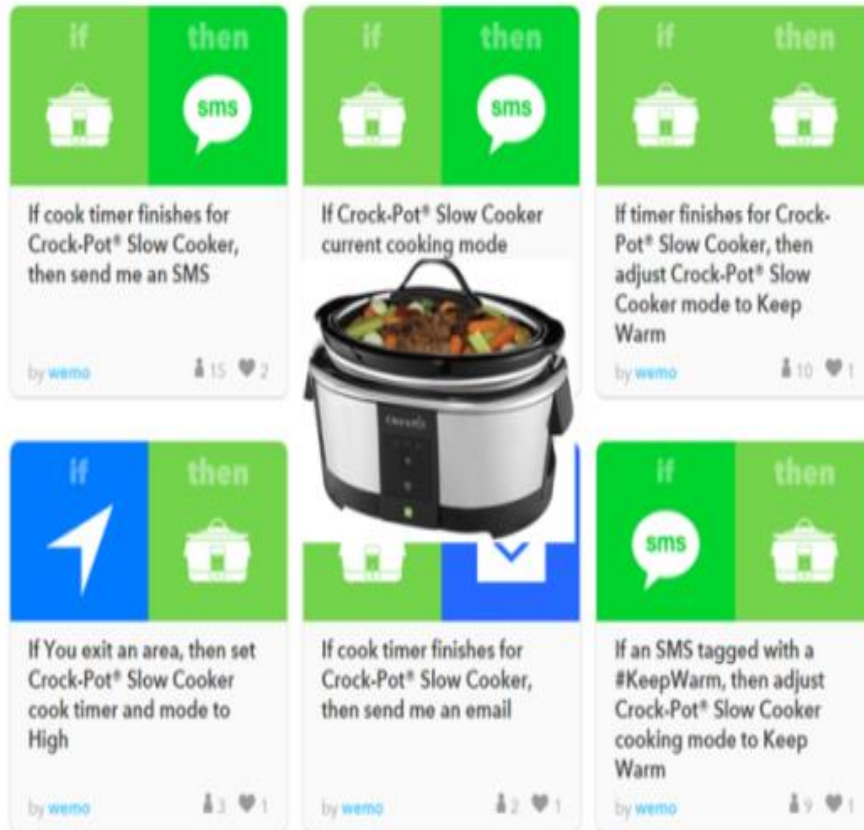 if then
sms
If cook timer finishes for
Crock-Pot® Slow Cooker,
then send me an SMS
by wemo 15 2
if then
sms
If Crock-Pot® Slow Cooker
current cooking mode
if then
If timer finishes for Crock-
Pot® Slow Cooker, then
adjust Crock-Pot® Slow
Cooker mode to Keep
Warm
by wemo 10 1
if then
If You exit an area, then set
Crock-Pot® Slow Cooker
cook timer and mode to
High
by wemo 3 1
If cook timer finishes for
Crock-Pot® Slow Cooker,
then send me an email
by wemo 2 1
if then
sms
If an SMS tagged with a
#KeepWarm, then adjust
Crock-Pot® Slow Cooker
cooking mode to Keep
Warm
by wemo 9 1